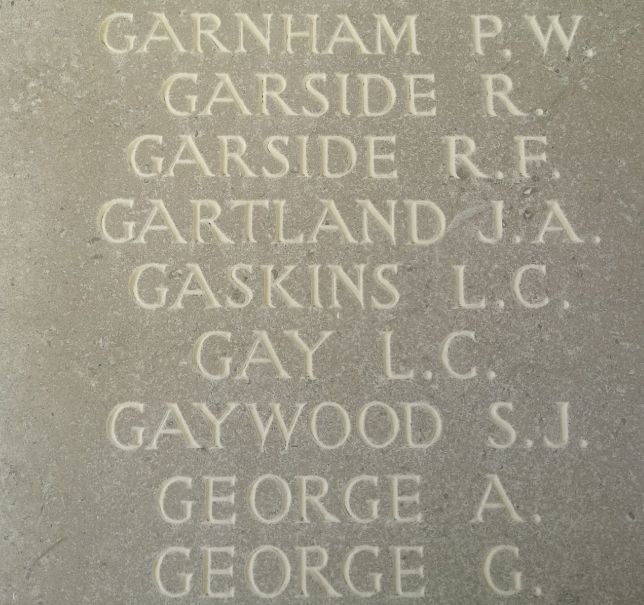 GARNHAM P.W.
GARSIDE R.
GARSIDE R.F.
GARTLAND J.A.
GASKINS L.C.
GAY L.C.
GAYWOOD S.J.
GEORGE A.
GEORGE G.